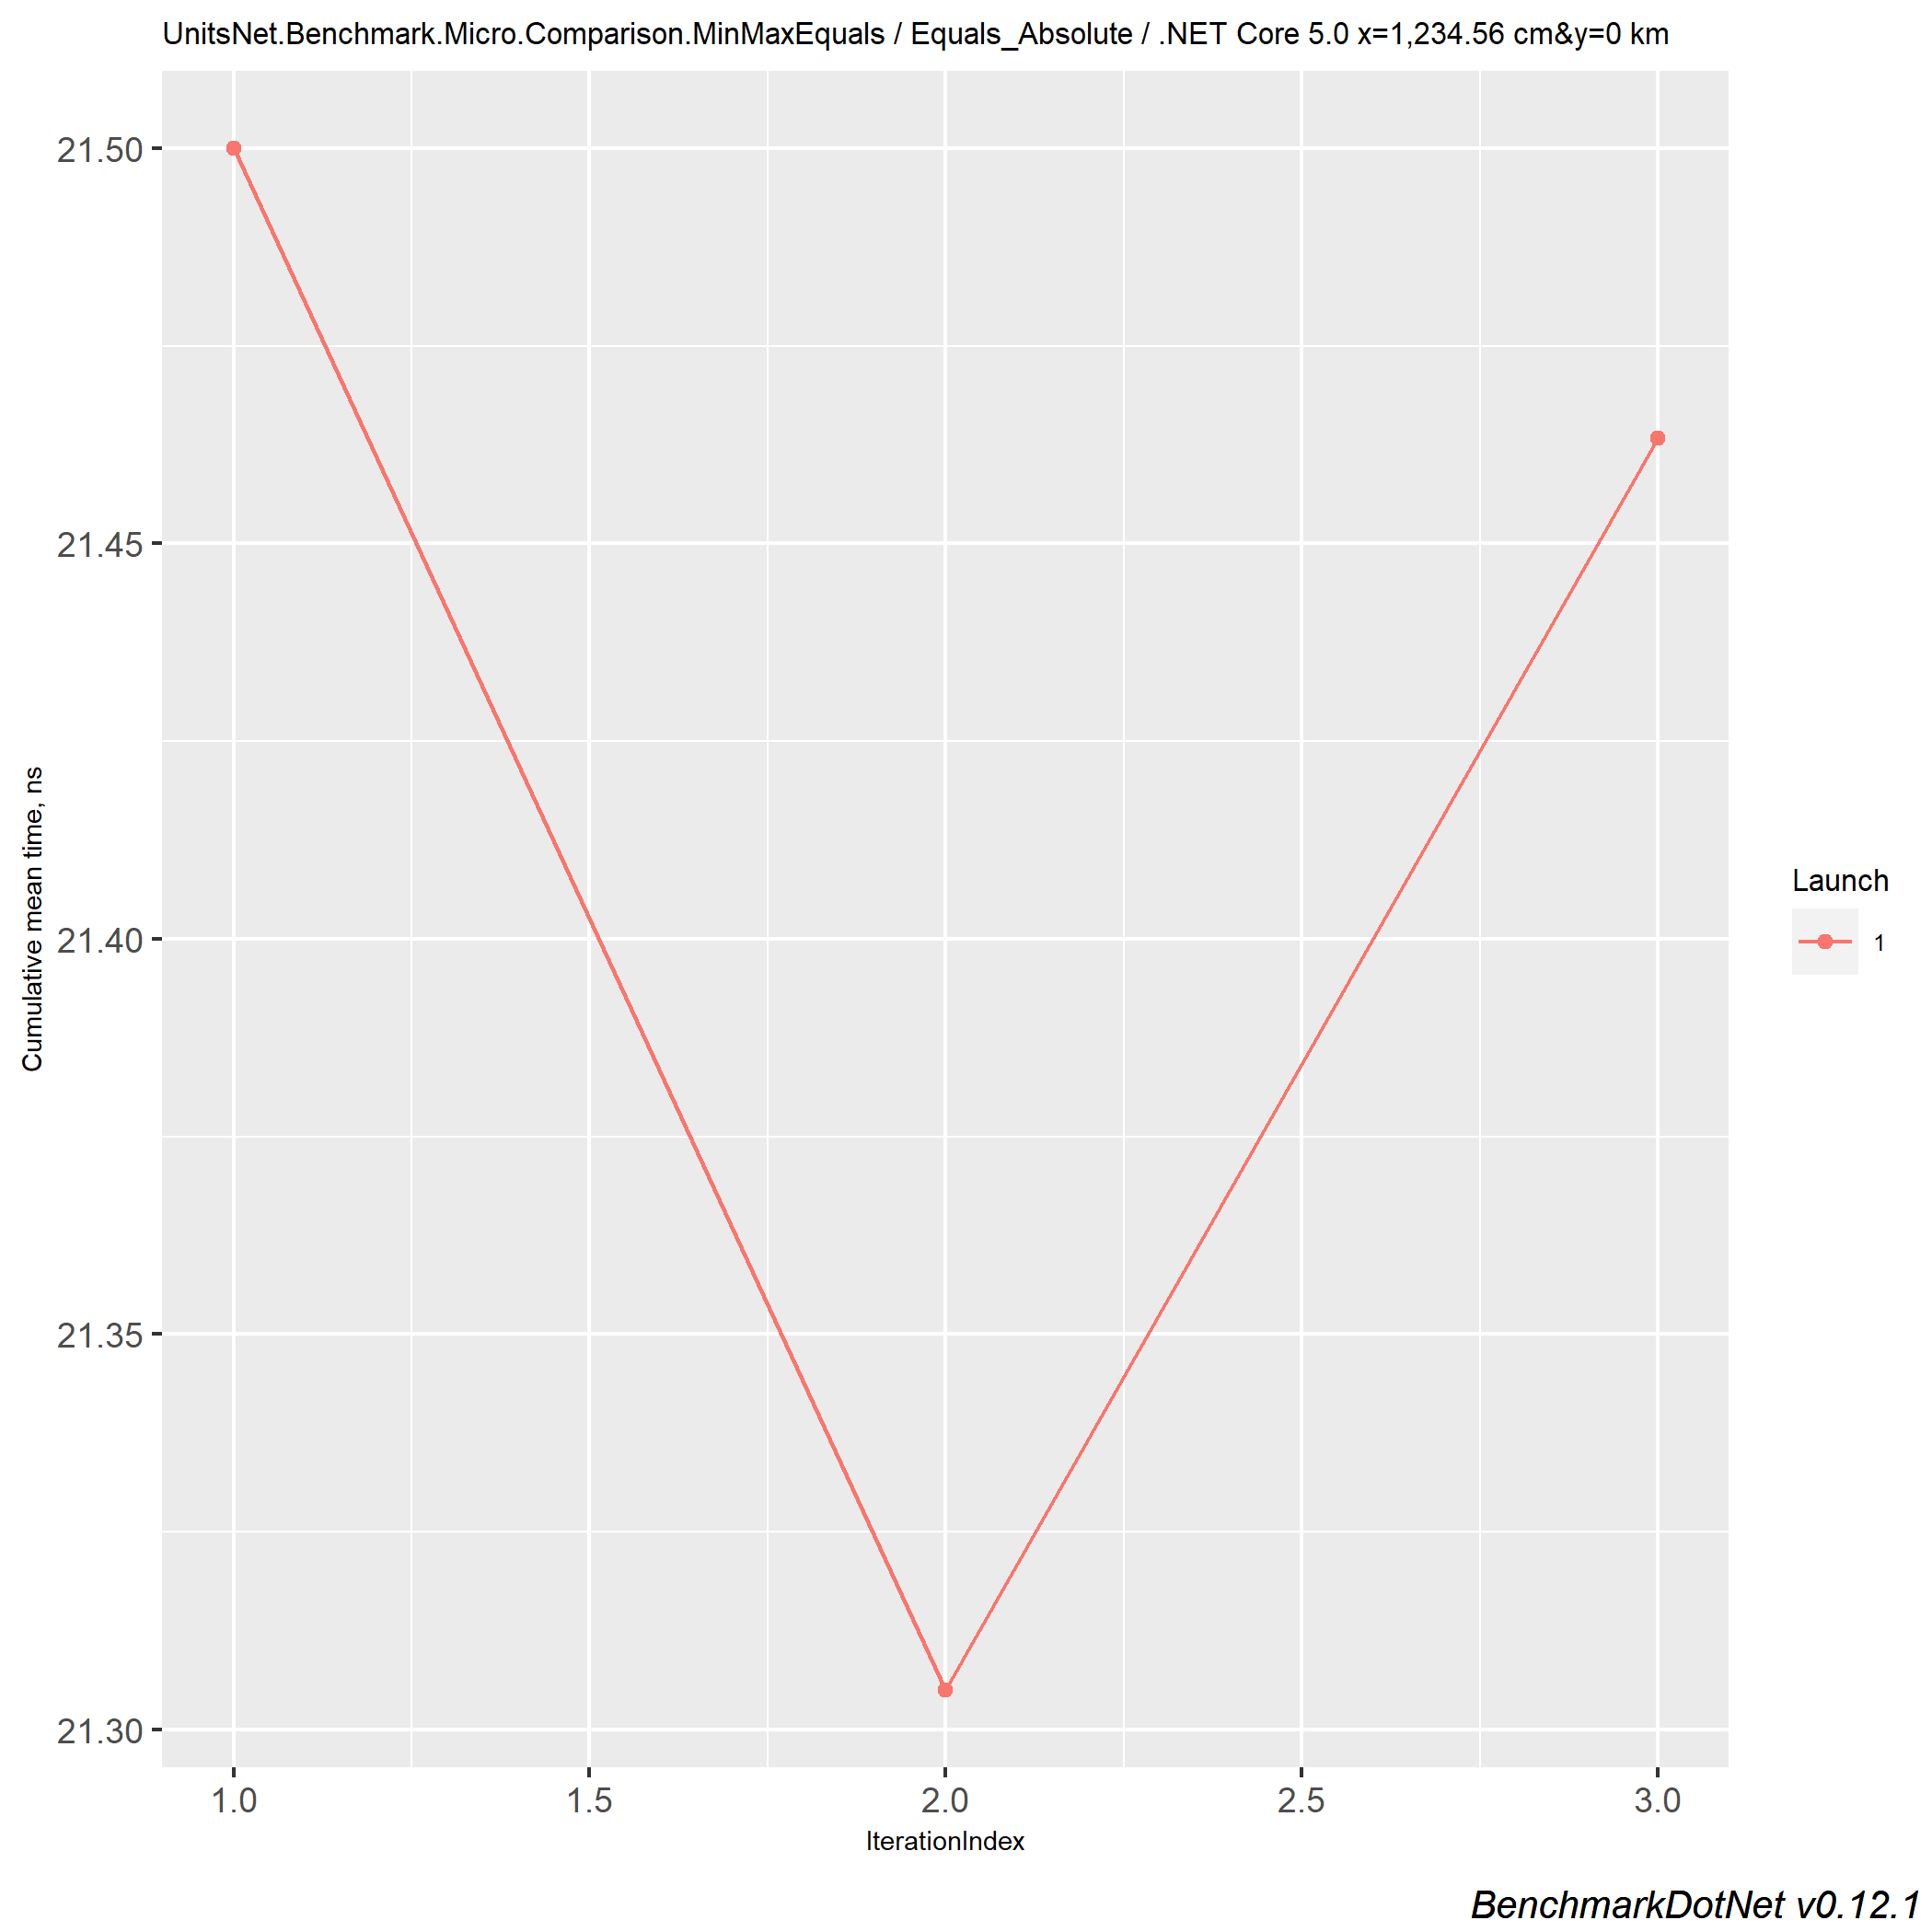 UnitsNet.Benchmark.Micro.Comparison.MinMaxEquals / Equals_Absolute / .NET Core 5.0 x=1,234.56 cm&y=0 km
21.50
21.45
21.40
21.35
21.30
Cumulative mean time, ns
1.0 1.5 2.0 2.5 3.0
IterationIndex
Launch
1
BenchmarkDotNet v0.12.1